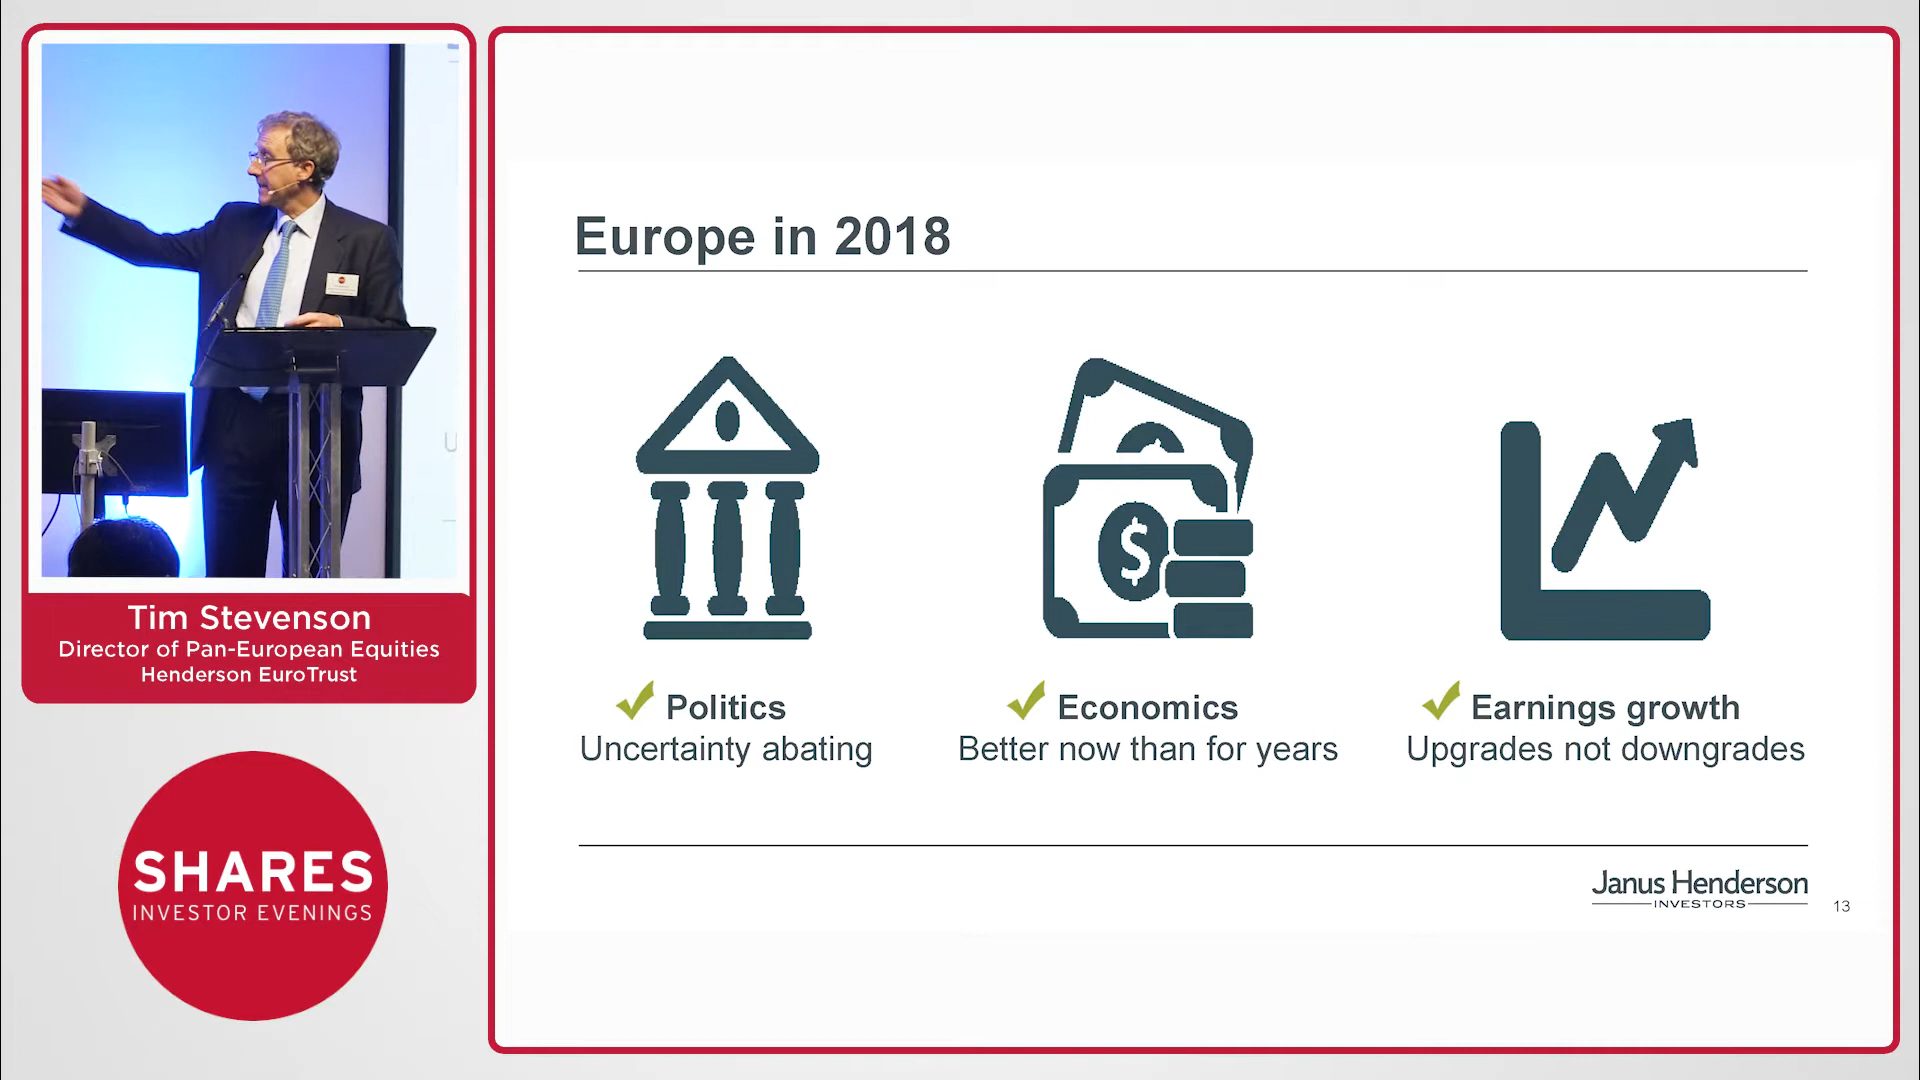 Tim Stevenson
Director of Pan-European Equities
Henderson EuroTrust
SHARES
INVESTOR EVENINGS
Europe in 2018
$
Politics
Uncertainty abating
Economics
Better now than for years
Earnings growth
Upgrades not downgrades
Janus Henderson
INVESTORS
13